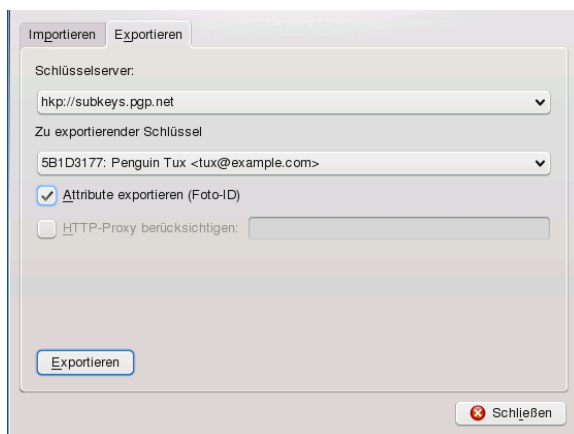 Importieren
Exportieren
Schlüsselserver:
hkp://subkeys.pgp.net
Zu exportierender Schlüssel
5B1D3177: Penguin Tux <tux@example.com>
Attribute exportieren (Foto-ID)
HTTP-Proxy berücksichtigen:
Exportieren
Schließen